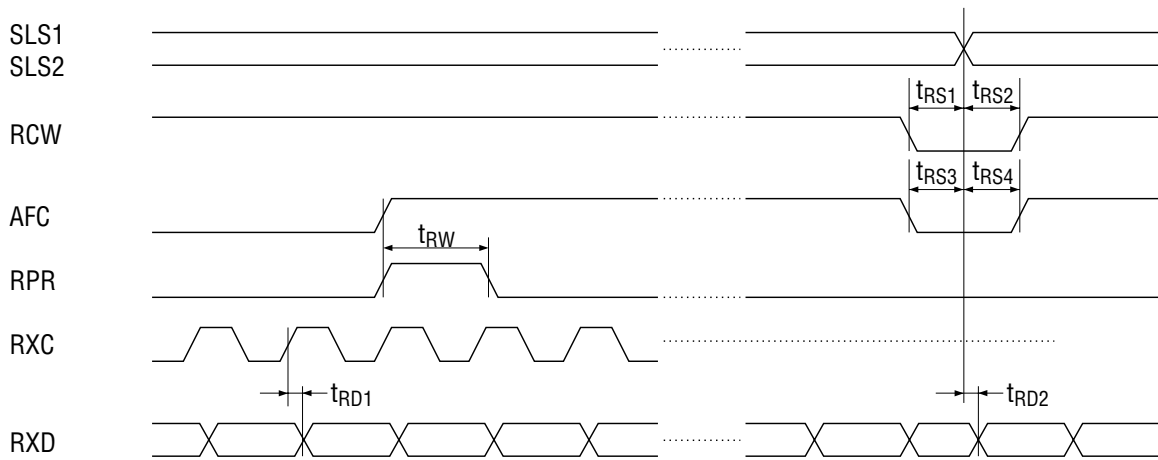 SLS1
SLS2
tRS1 tRS2
RCW
tRS3 tRS4
AFC
tRW
RPR
RXC
tRD1 tRD2
RXD